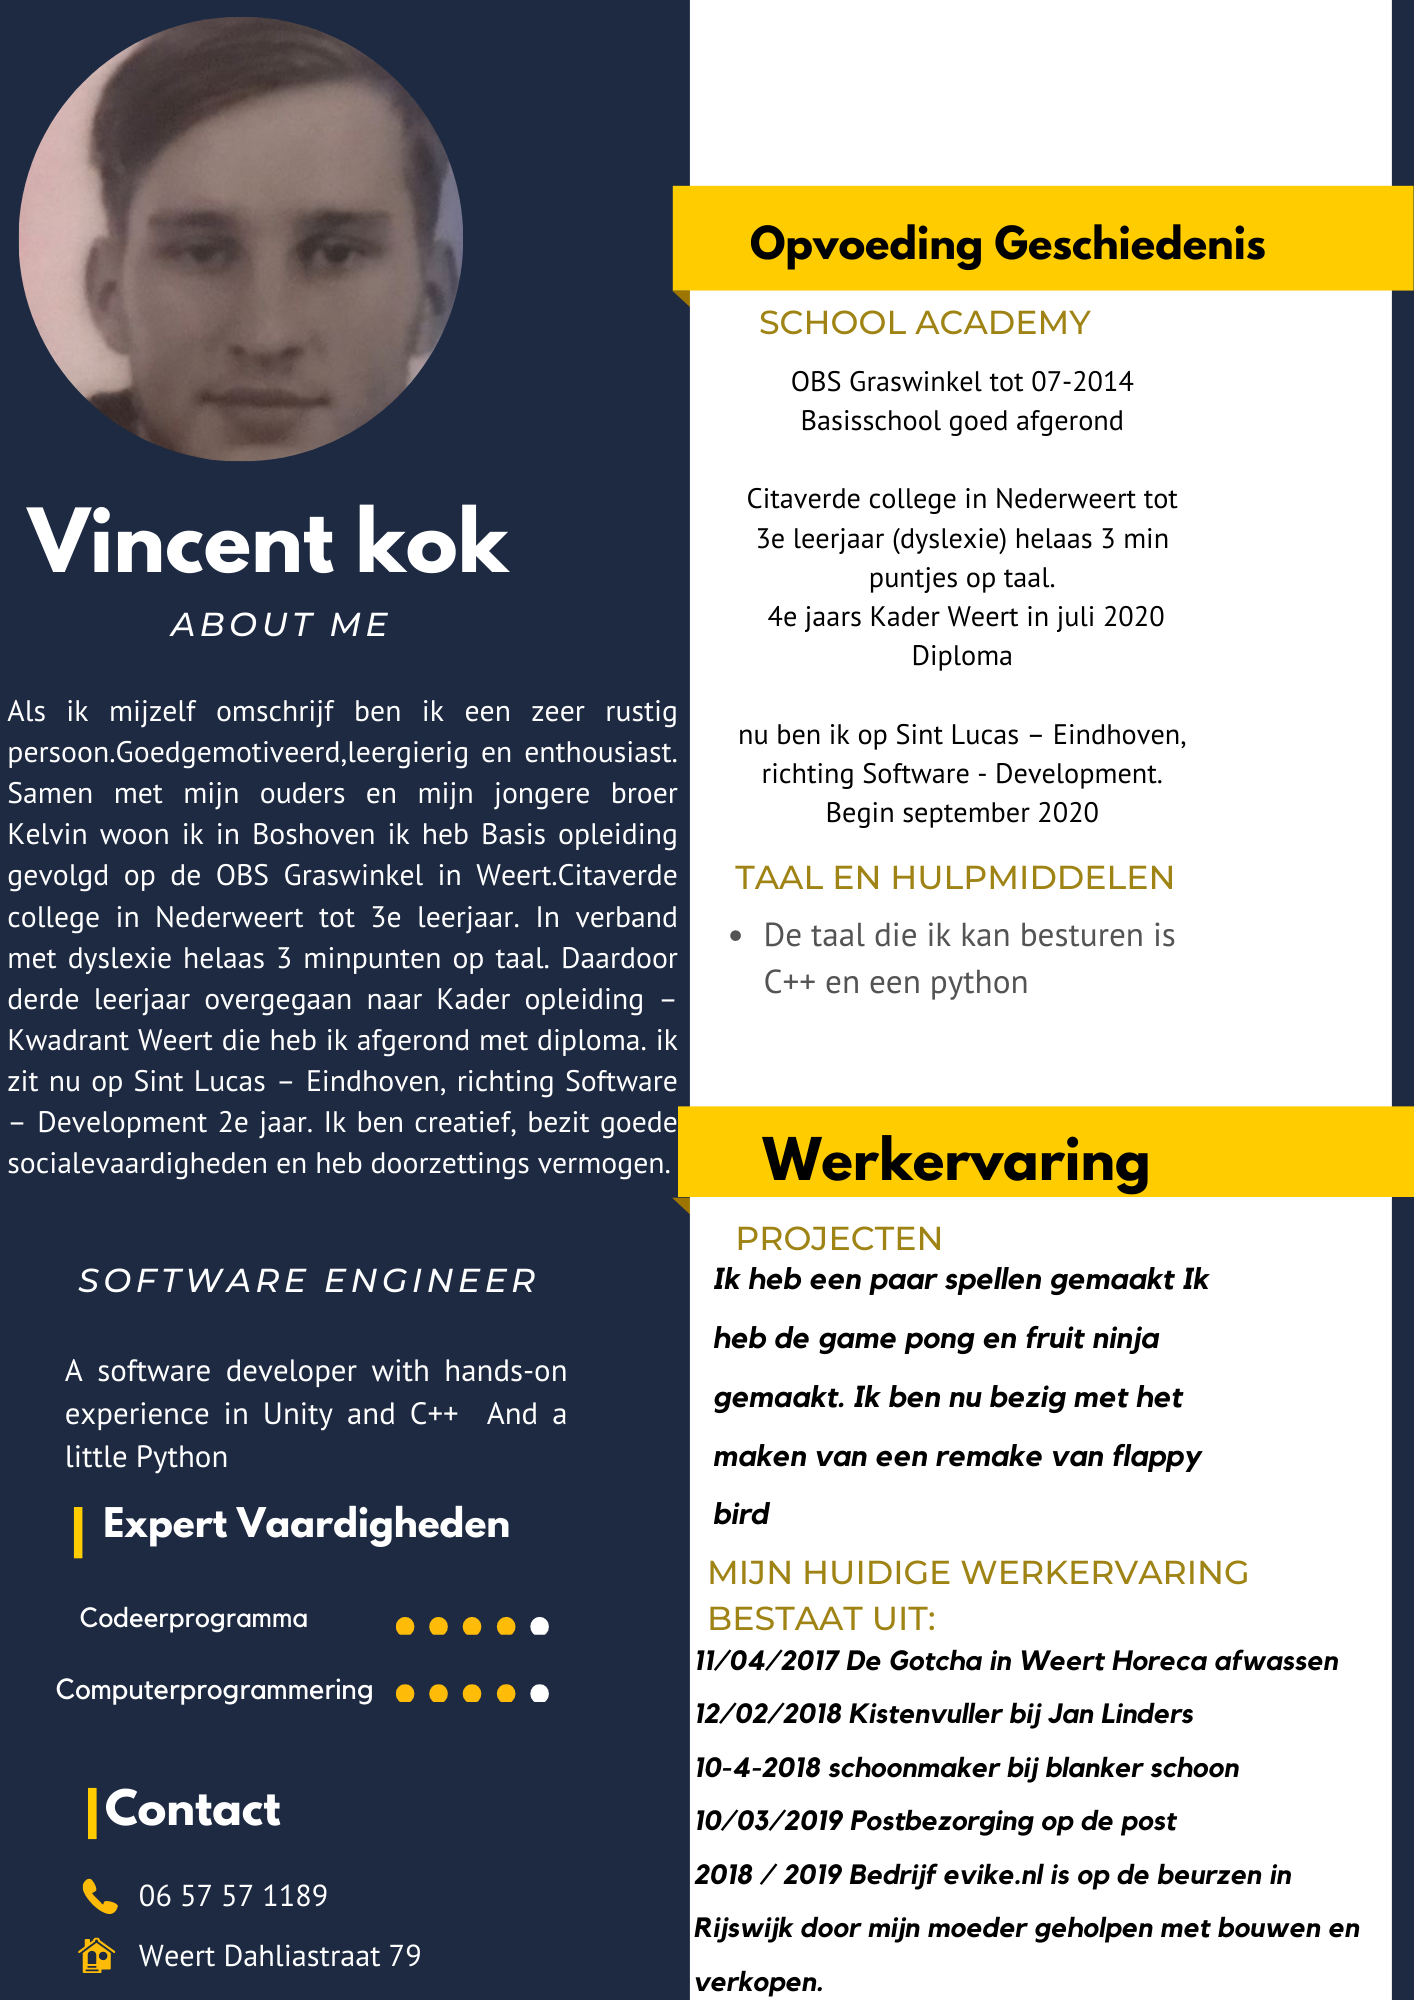 Vincent kok
ABOUT ME
Als ik mijzelf omschrijf ben ik een zeer rustig
persoon.Goedgemotiveerd,leergierig en enthousiast.
Samen met mijn ouders en mijn jongere broer
Kelvin woon ik in Boshoven ik heb Basis opleiding
gevolgd op de OBS Graswinkel in Weert.Citaverde
college in Nederweert tot 3e leerjaar. In verband
met dyslexie helaas 3 minpunten op taal. Daardoor
derde leerjaar overgegaan naar Kader opleiding –
Kwadrant Weert die heb ik afgerond met diploma. ik
zit nu op Sint Lucas – Eindhoven, richting Software
– Development 2e jaar. Ik ben creatief, bezit goede
socialevaardigheden en heb doorzettings vermogen.
SOFTWARE ENGINEER
A software developer with hands-on
experience in Unity and C++ And a
little Python
Expert Vaardigheden
Codeerprogramma
Computerprogrammering
Contact
06 57 57 1189
Weert Dahliastraat 79
Opvoeding Geschiedenis
SCHOOL ACADEMY
OBS Graswinkel tot 07-2014
Basisschool goed afgerond
Citaverde college in Nederweert tot
3e leerjaar (dyslexie) helaas 3 min
puntjes op taal.
4e jaars Kader Weert in juli 2020
Diploma
nu ben ik op Sint Lucas – Eindhoven,
richting Software - Development.
Begin september 2020
TAAL EN HULPMIDDELEN
• De taal die ik kan besturen is
C++ en een python
Werkervaring
PROJECTEN
Ik heb een paar spellen gemaakt Ik
heb de game pong en fruit ninja
gemaakt. Ik ben nu bezig met het
maken van een remake van flappy
bird
MIJN HUIDIGE WERKERVARING
BESTAAT UIT:
11/04/2017 De Gotcha in Weert Horeca afwassen
12/02/2018 Kistenvuller bij Jan Linders
10-4-2018 schoonmaker bij blanker schoon
10/03/2019 Postbezorging op de post
2018 / 2019 Bedrijf evike.nl is op de beurzen in
Rijswijk door mijn moeder geholpen met bouwen en
verkopen.